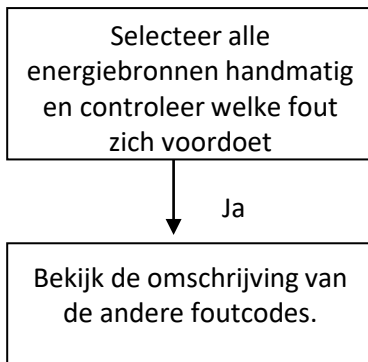 Selecteer alle
energiebronnen handmatig
en controleer welke fout
zich voordoet
Ja
Bekijk de omschrijving van
de andere foutcodes.